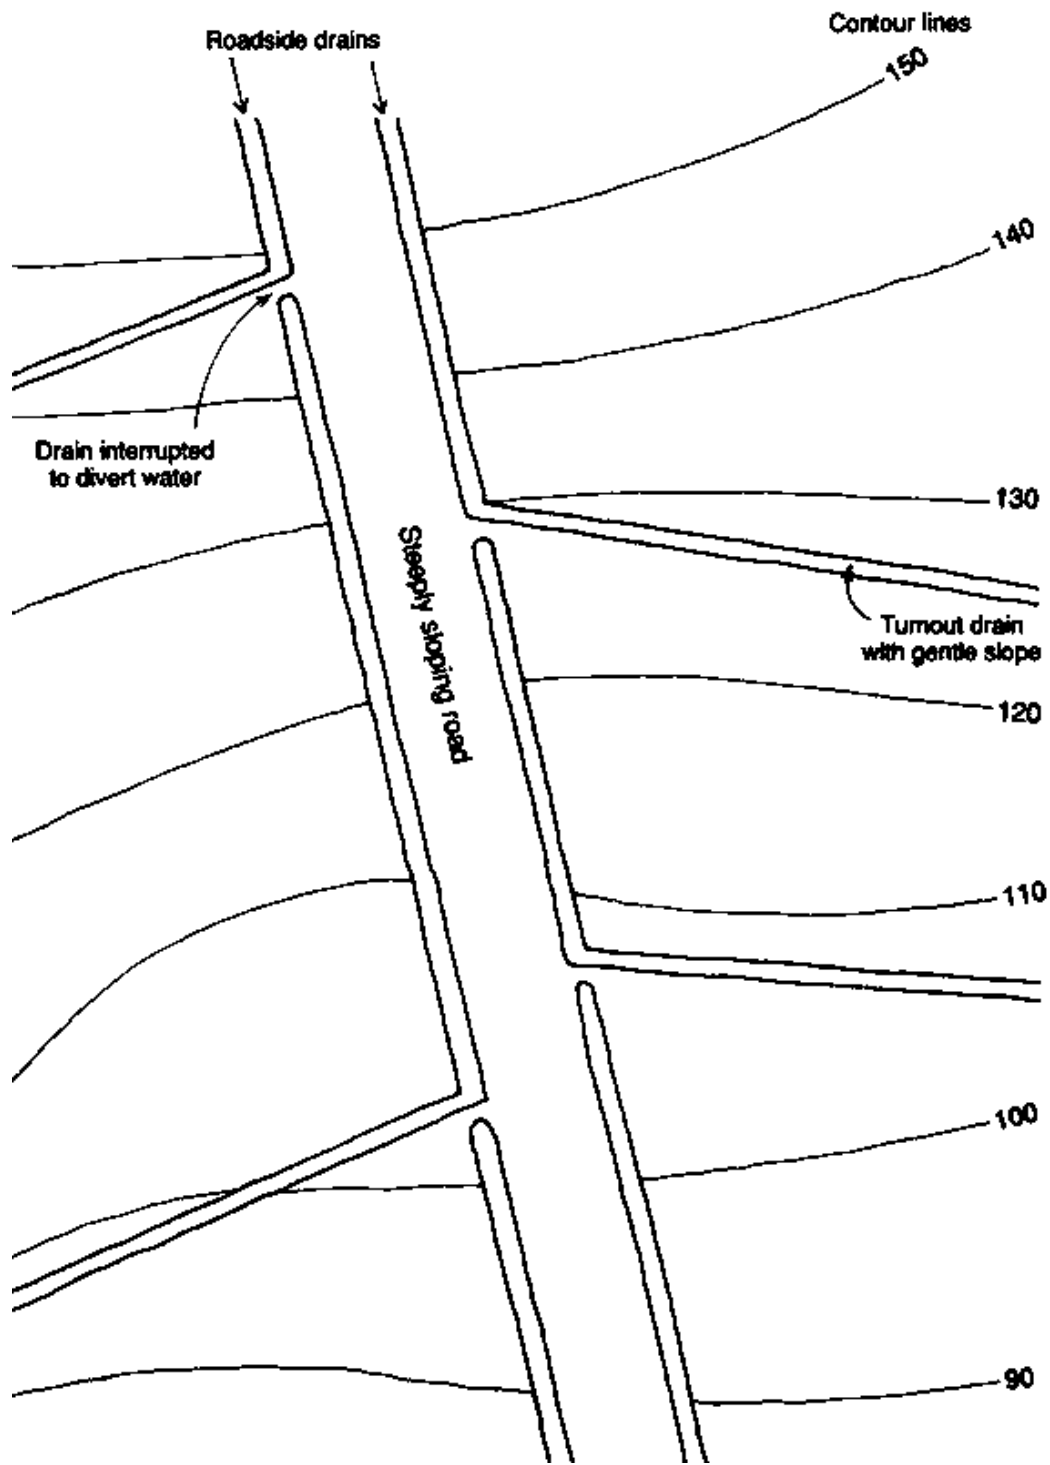 Roadside drains
Contour lines
150
140
Drain interrupted
to divert water
130
Steeply sloping road
Turnout drain
with gentle slope
120
110
100
90